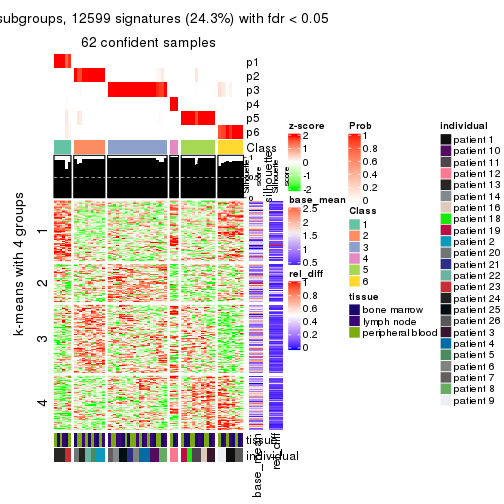 subgroups, 12599 signatures (24.3%) with fdr < 0.05
62 confident samples
p1
p2
p3
p4
p5
p6
Class
1
0.5
0
Silhouette
score
silhouette
k-means with 4 groups
1
2
3
4
tissue
individual
base_mean
rel_diff
z-score
2
1
0
-1
-2
base_mean
2.5
1.5
0.5
rel_diff
1
0.8
0.6
0.4
0.2
0
Prob
1
0.8
0.6
0.4
0.2
0
Class
1
2
3
4
5
6
tissue
bone marrow
lymph node
peripheral blood
individual
patient 1
patient 10
patient 11
patient 12
patient 13
patient 14
patient 16
patient 18
patient 19
patient 2
patient 20
patient 21
patient 22
patient 23
patient 24
patient 25
patient 26
patient 3
patient 4
patient 5
patient 6
patient 7
patient 8
patient 9